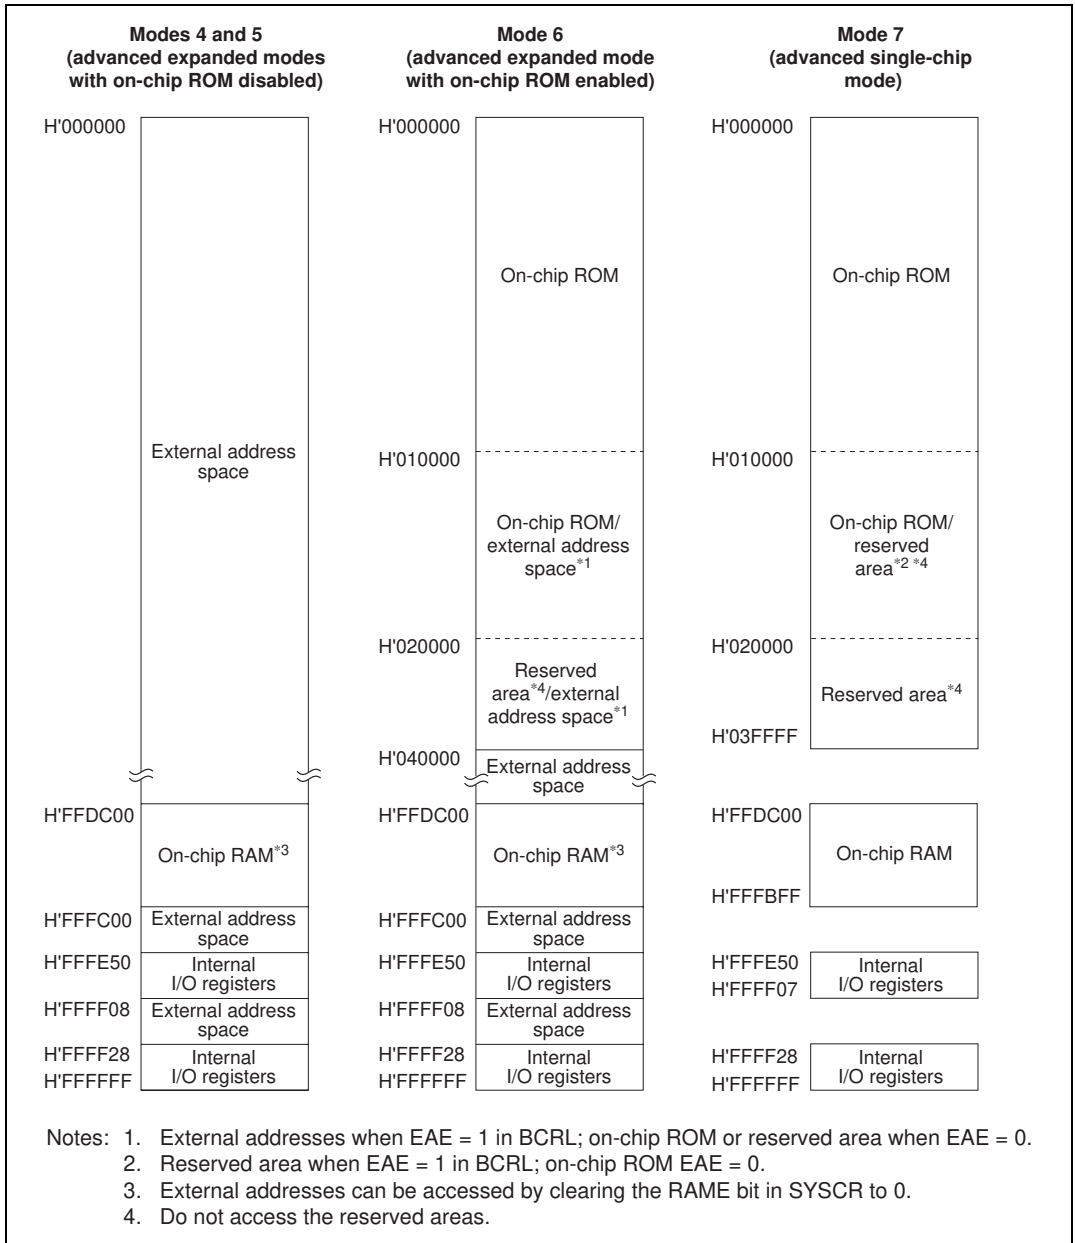 Modes 4 and 5
(advanced expanded modes
with on-chip ROM disabled)
H'000000
External address
space
H'FFDC00
On-chip RAM*3
H'FFFC00
External address
space
H'FFFE50
Internal
I/O registers
H'FFFF08
External address
space
H'FFFF28
Internal
I/O registers
H'FFFFFF
Mode 6
(advanced expanded mode
with on-chip ROM enabled)
H'000000
On-chip ROM
H'010000
On-chip ROM/
external address
space*1
H'020000
Reserved
area*4/external
address space*1
H'040000
External address
space
H'FFDC00
On-chip RAM*3
H'FFFC00
External address
space
H'FFFE50
Internal
I/O registers
H'FFFF08
External address
space
H'FFFF28
Internal
I/O registers
H'FFFFFF
Mode 7
(advanced single-chip
mode)
H'000000
On-chip ROM
H'010000
On-chip ROM/
reserved
area*2 *4
H'020000
Reserved area*4
H'03FFFF
H'FFDC00
On-chip RAM
H'FFFBFF
H'FFFE50
Internal
I/O registers
H'FFFF07
H'FFFF28
Internal
I/O registers
H'FFFFFF
Notes: 1. External addresses when EAE = 1 in BCRL; on-chip ROM or reserved area when EAE = 0.
2. Reserved area when EAE = 1 in BCRL; on-chip ROM EAE = 0.
3. External addresses can be accessed by clearing the RAME bit in SYSCR to 0.
4. Do not access the reserved areas.